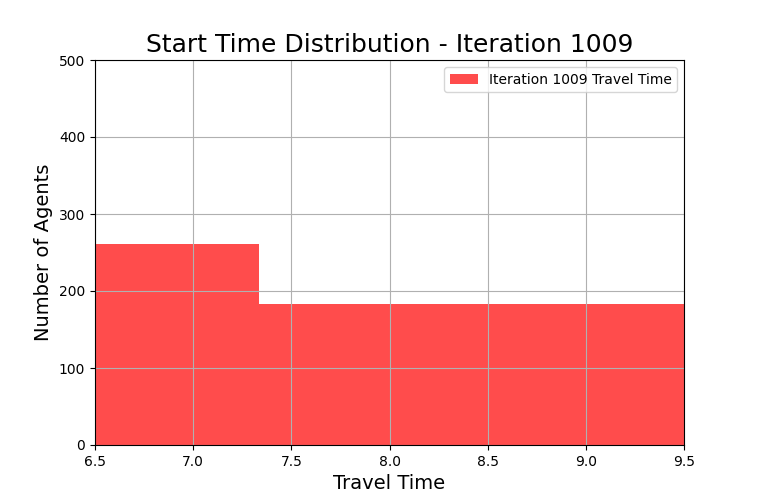 Start Time Distribution - Iteration 1009
Iteration 1009 Travel Time
Number of Agents
500
400
300
200
100
0
6.5 7.0 7.5 8.0 8.5 9.0 9.5
Travel Time